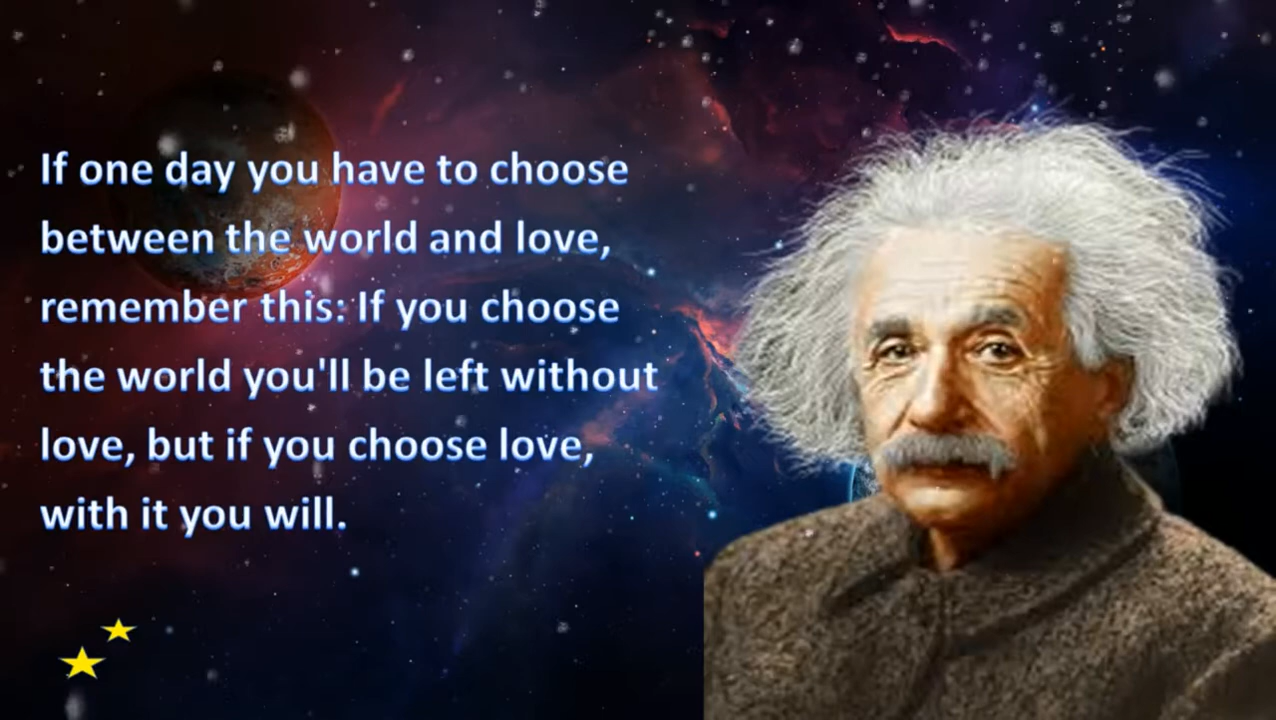 If one day you have to choose
between the world and love,
remember this: If you choose
the world you'll be left without
love, but if you choose love,
with it you will.